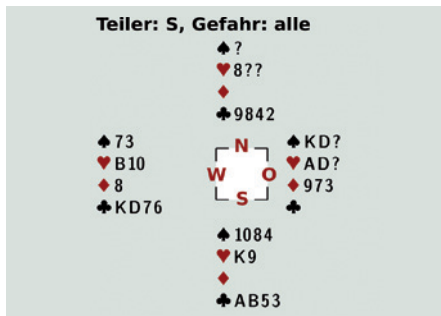 Teiler: S, Gefahr: alle
♠?
♥8??
♦
♣9842
♠73
♥B10
♦8
♣KD76
N
W O
S
♠KD?
♥AD?
♦973
♣
♠1084
♥K9
♦
♣AB53